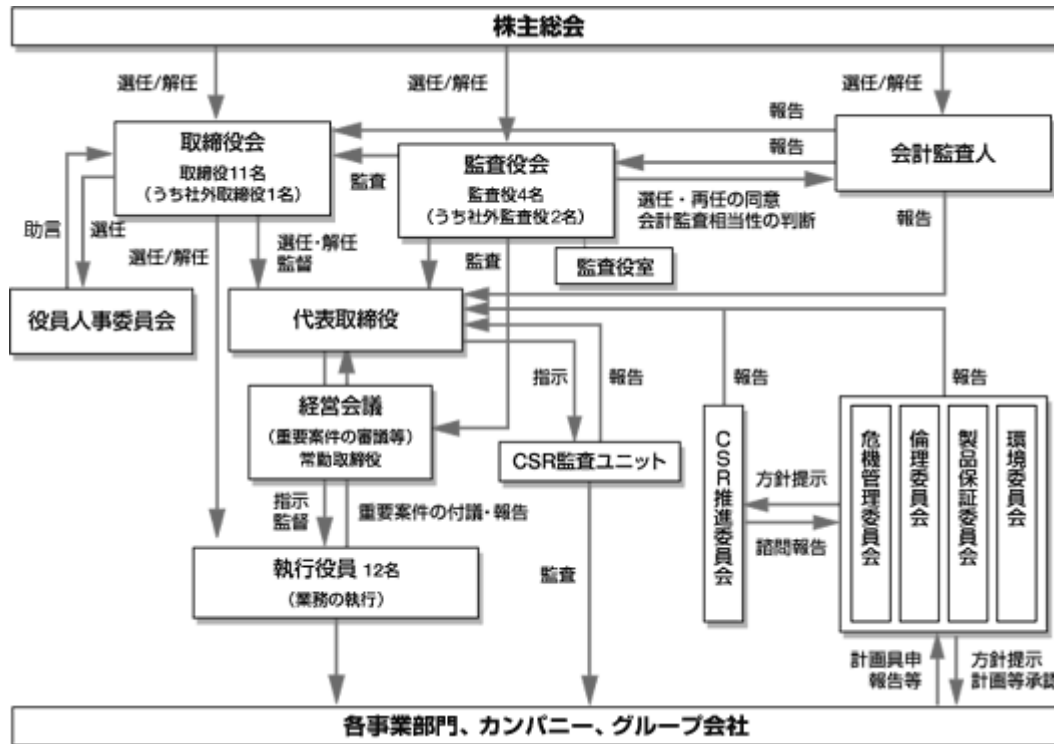 株主総会
選任/解任
選任/解任
選任/解任
報告
取締役会
取締役11名
(うち社外取締役1名)
監査
監査役会
監査役4名
(うち社外監査役2名)
報告
会計監査人
選任・再任の同意
会計監査相当性の判断
助言
選任
選任/解任
選任・解任
監督
監査
監査役室
報告
役員人事委員会
代表取締役
指示
報告
報告
報告
経営会議
(重要案件の審議等)
常勤取締役
CSR監査ユニット
CSR推進委員会
方針提示
諮問報告
危機管理委員会
倫理委員会
製品保証委員会
環境委員会
指示
監督
重要案件の付議・報告
執行役員 12名
(業務の執行)
監査
計画具申
報告等
方針提示
計画等承認
各事業部門、カンパニー、グループ会社